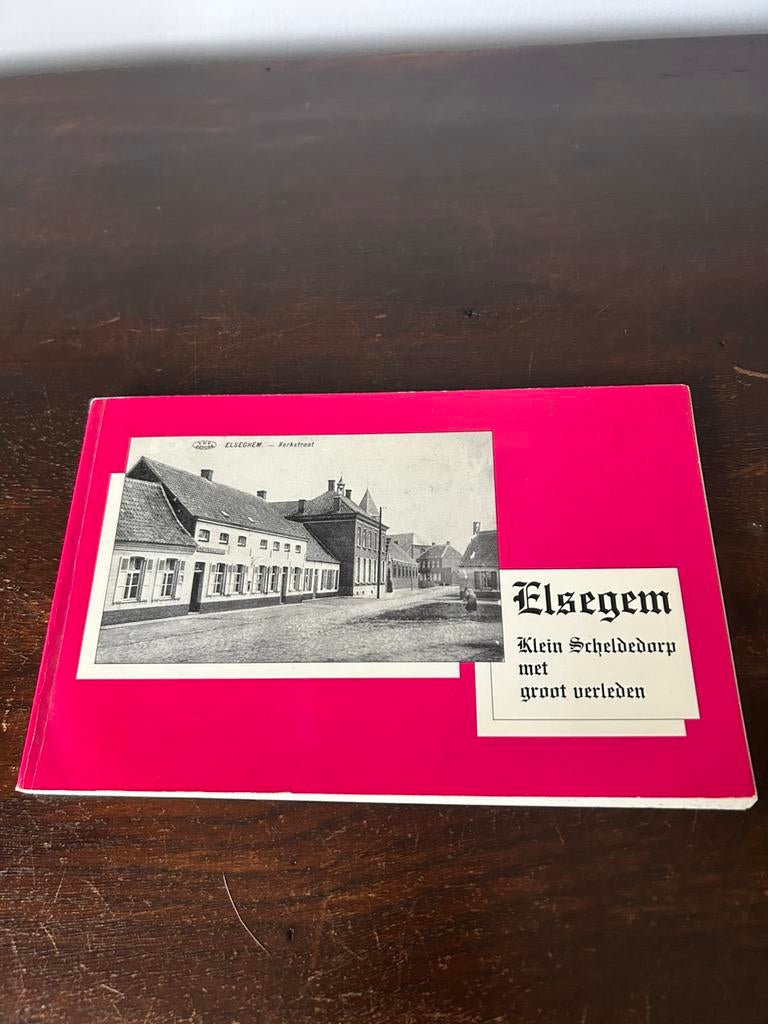 ELSEGHEM. — Kerkstraat
Elsegem
Klein Scheldedorp
met
groot verleden